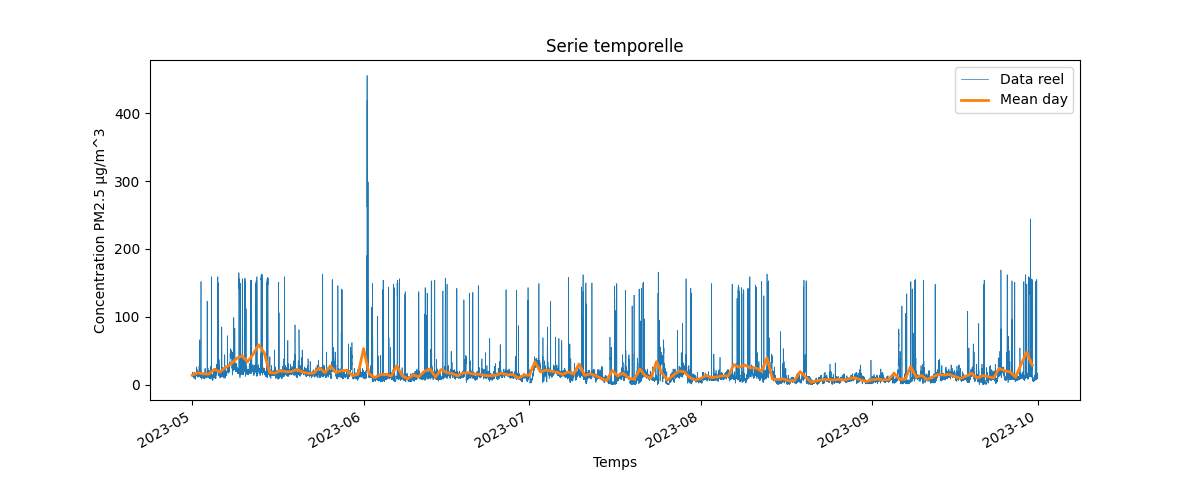 Serie temporelle
Data reel
Mean day
Concentration PM2.5 µg/m^3
400
300
200
100
0
2023-05
2023-06
2023-07
2023-08
2023-09
2023-10
Temps